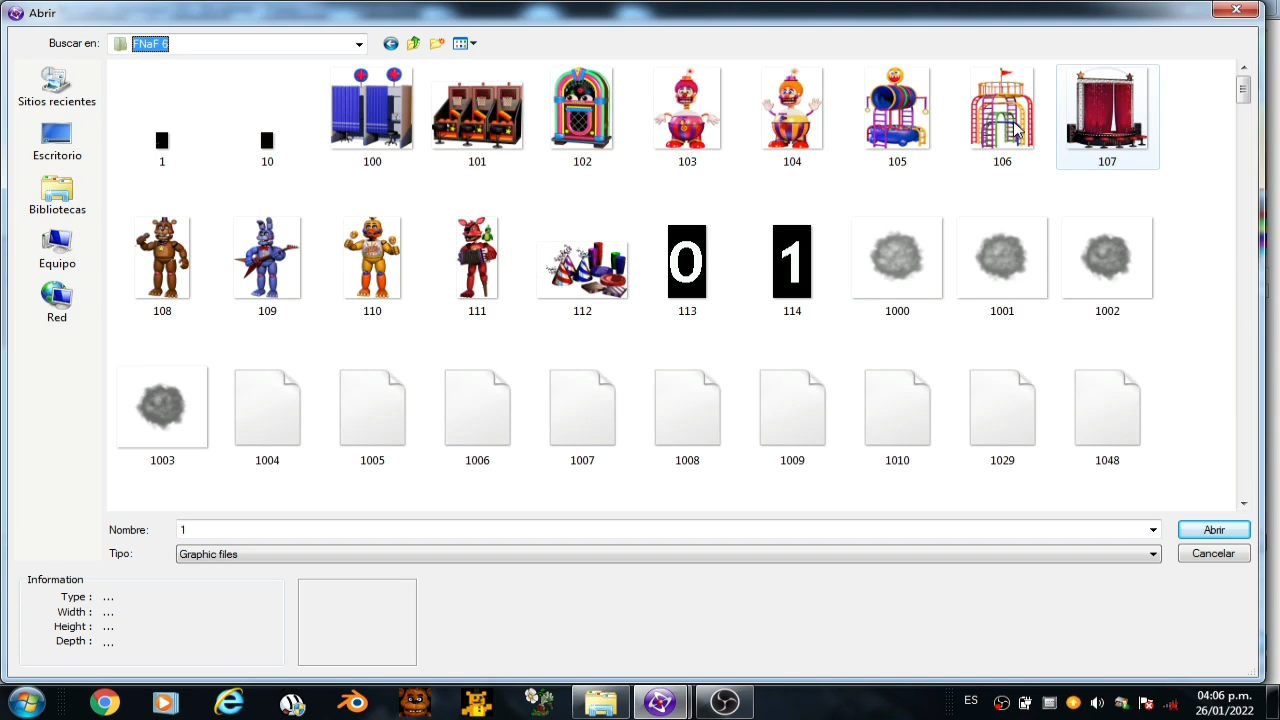 Abrir
Buscar en:
FNaF 6
Sitios recientes
Escritorio
Bibliotecas
Equipo
Red
1
10
100
101
102
103
104
105
106
107
0
1
108
109
110
111
112
113
114
1000
1001
1002
1003
1004
1005
1006
1007
1008
1009
1010
1029
1048
Nombre:
1
Abrir
Tipo:
Graphic files
Cancelar
Information
Type : ...
Width : ...
Height : ...
Depth : ...
ES
04:06 p.m.
26/01/2022